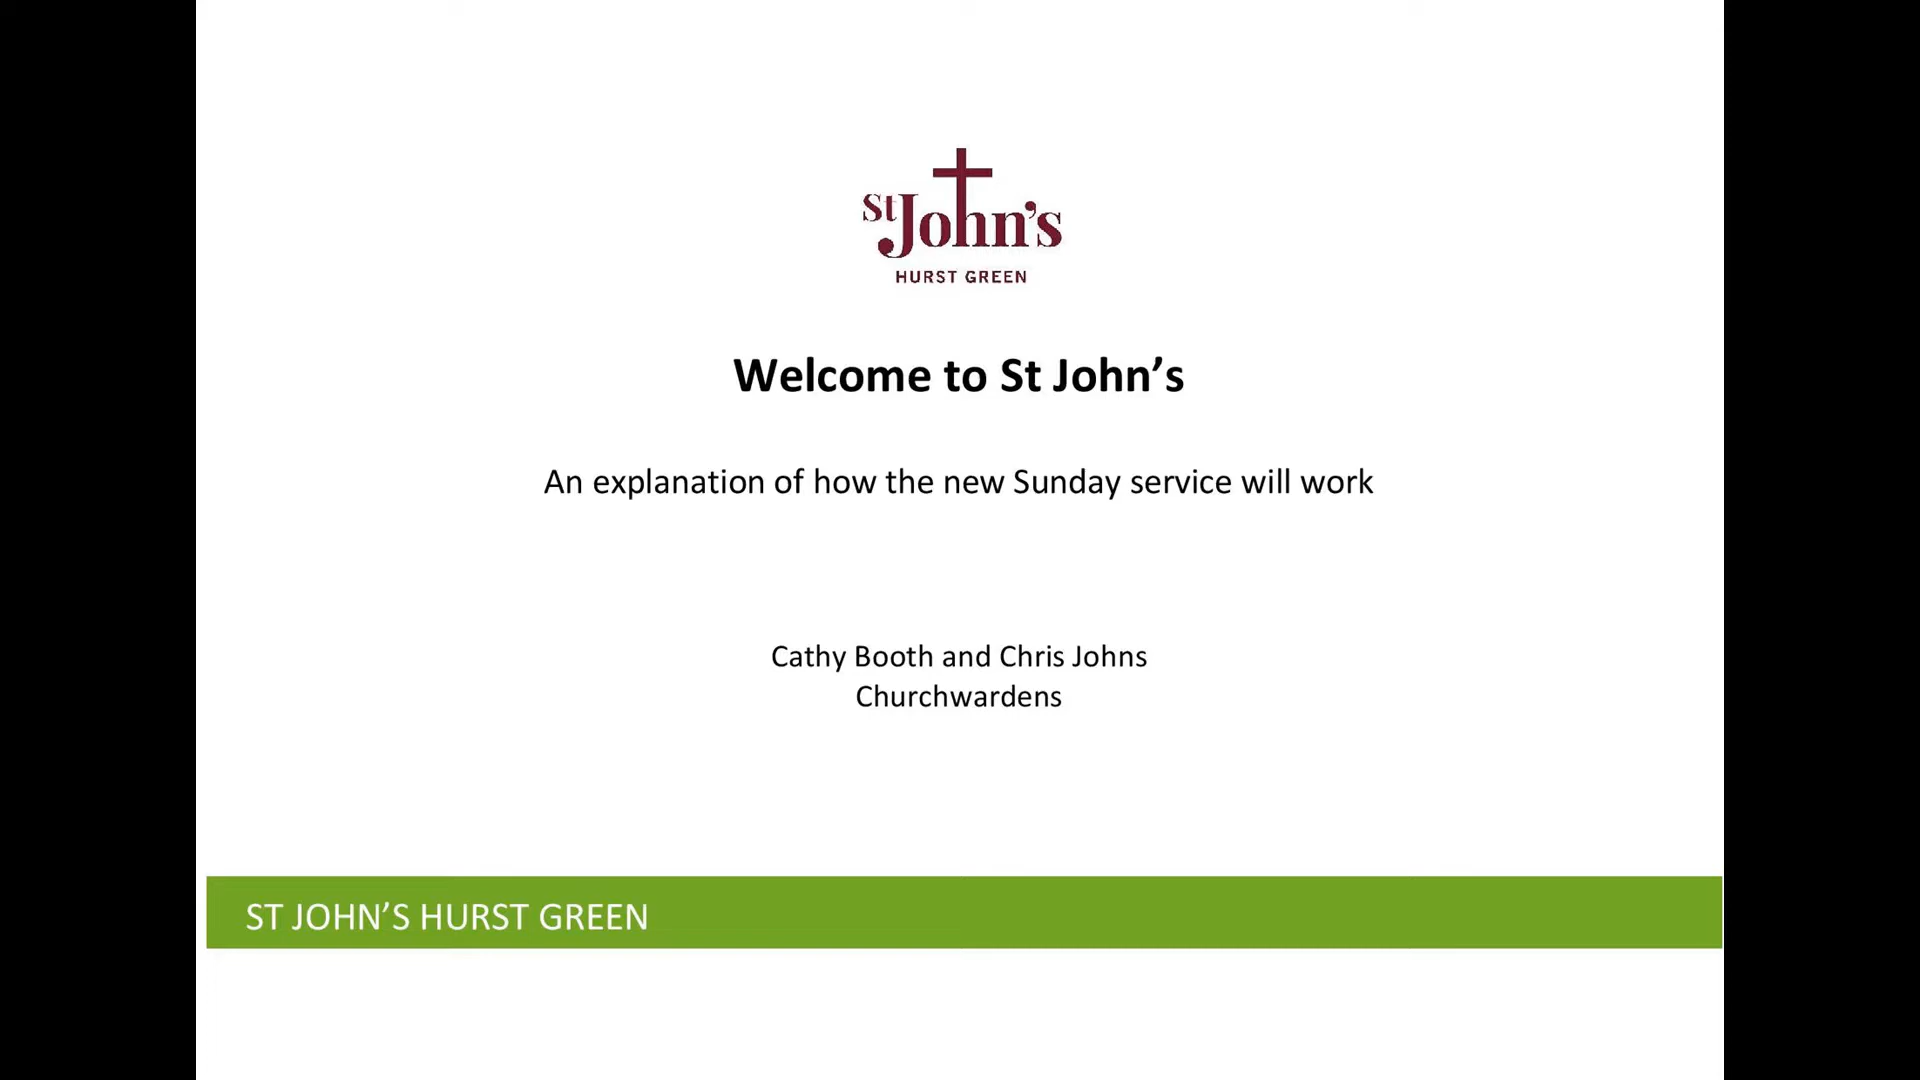 St John's
HURST GREEN
Welcome to St John’s
An explanation of how the new Sunday service will work
Cathy Booth and Chris Johns
Churchwardens
ST JOHN’S HURST GREEN